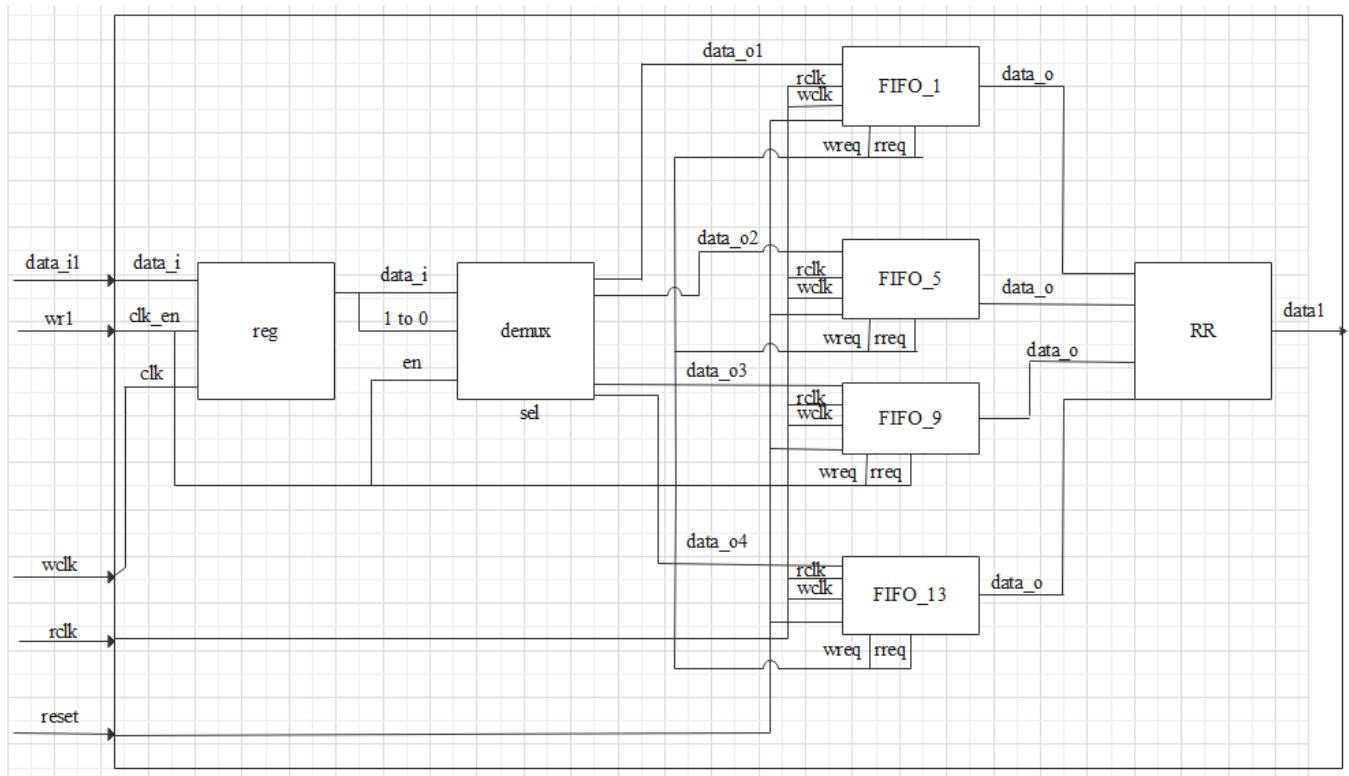 data_o1
rclk
wclk
FIFO_1
data_o
wreq rreq
data_o2
rclk
wclk
FIFO_5
data_o
wreq rreq
data_i1
data_i
wr1
clk_en
clk
reg
data_i
1 to 0
en
demux
sel
data_o3
rclk
wclk
FIFO_9
data_o
wreq rreq
RR
data1
data_o4
rclk
wclk
FIFO_13
data_o
wreq rreq
wclk
rclk
reset